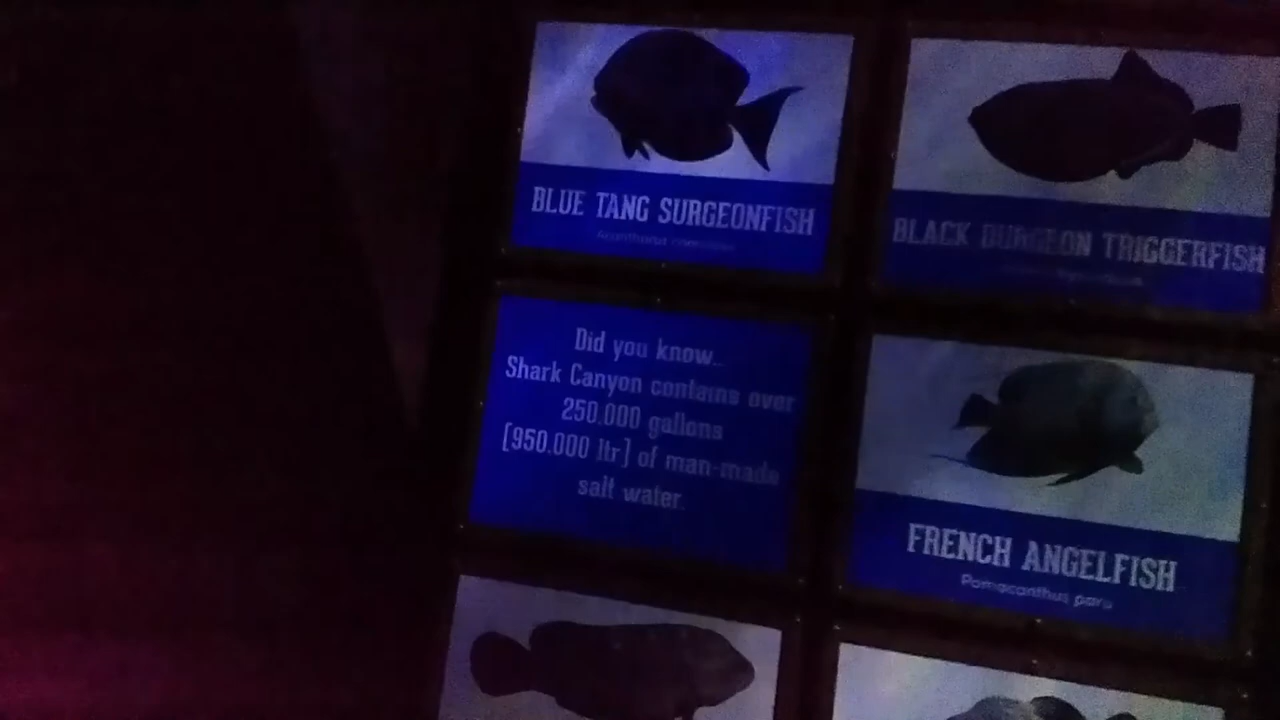 BLUE TANG SURGEONFISH
BLACK DURGEON TRIGGERFISH
Did you know...
Shark Canyon contains over
250.000 gallons
[950.000 ltr] of man-made
salt water.
FRENCH ANGELFISH
Pomacanthus paru